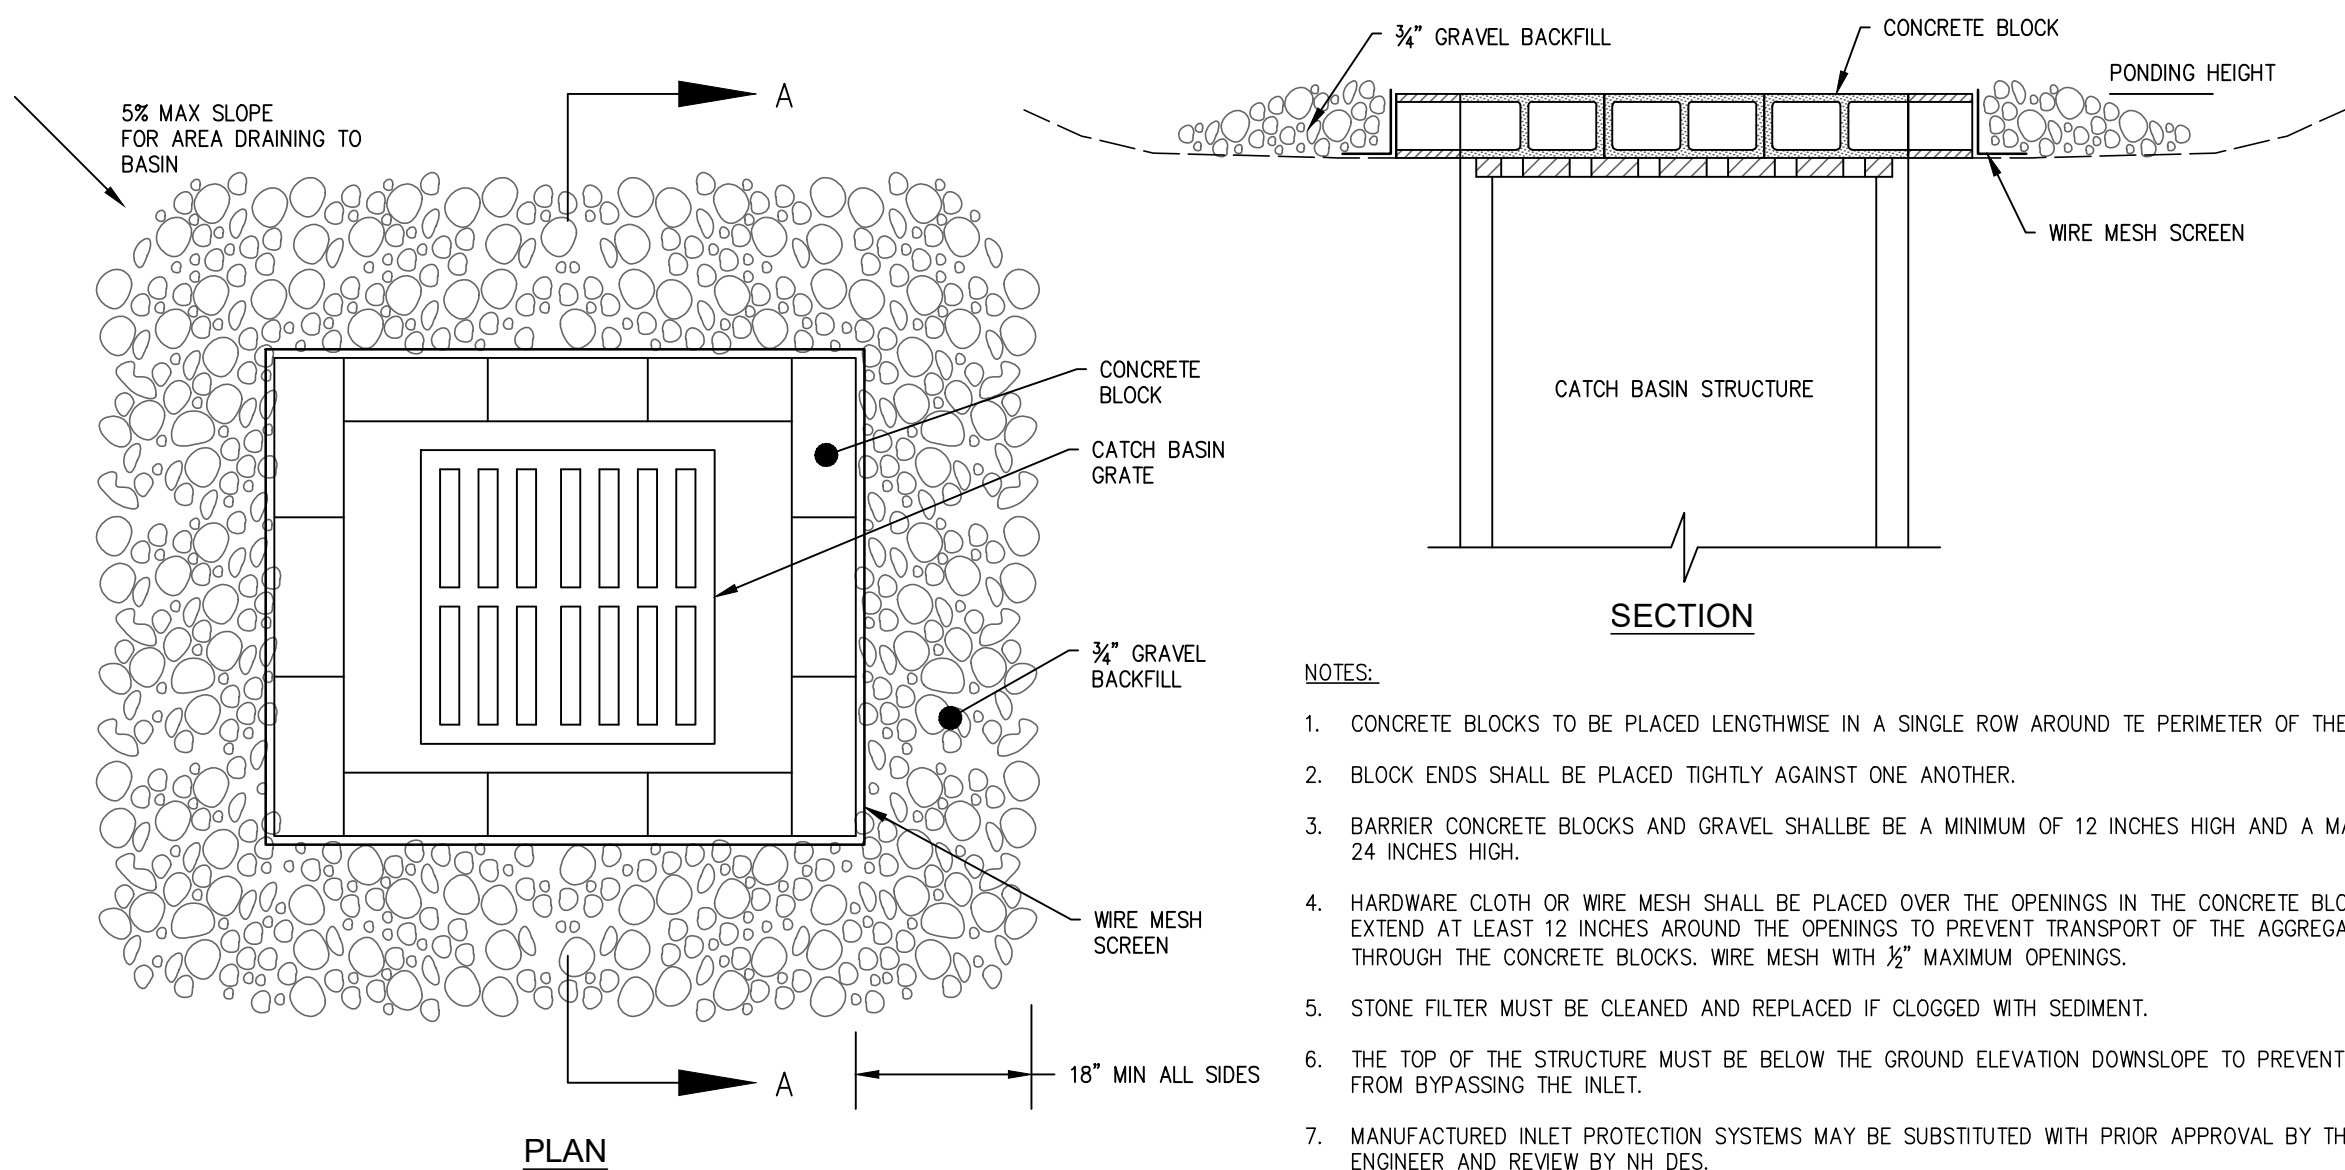 5% MAX SLOPE
FOR AREA DRAINING TO
BASIN
A
CONCRETE
BLOCK
CATCH BASIN
GRATE
¾" GRAVEL
BACKFILL
WIRE MESH
SCREEN
18" MIN ALL SIDES
A
PLAN
¾" GRAVEL BACKFILL
CONCRETE BLOCK
PONDING HEIGHT
WIRE MESH SCREEN
CATCH BASIN STRUCTURE
SECTION
NOTES:
1. CONCRETE BLOCKS TO BE PLACED LENGTHWISE IN A SINGLE ROW AROUND TE PERIMETER OF THE
2. BLOCK ENDS SHALL BE PLACED TIGHTLY AGAINST ONE ANOTHER.
3. BARRIER CONCRETE BLOCKS AND GRAVEL SHALLBE BE A MINIMUM OF 12 INCHES HIGH AND A
24 INCHES HIGH.
4. HARDWARE CLOTH OR WIRE MESH SHALL BE PLACED OVER THE OPENINGS IN THE CONCRETE
EXTEND AT LEAST 12 INCHES AROUND THE OPENINGS TO PREVENT TRANSPORT OF THE
THROUGH THE CONCRETE BLOCKS. WIRE MESH WITH ½" MAXIMUM OPENINGS.
5. STONE FILTER MUST BE CLEANED AND REPLACED IF CLOGGED WITH SEDIMENT.
6. THE TOP OF THE STRUCTURE MUST BE BELOW THE GROUND ELEVATION DOWNSLOPE TO PREVENT
FROM BYPASSING THE INLET.
7. MANUFACTURED INLET PROTECTION SYSTEMS MAY BE SUBSTITUTED WITH PRIOR APPROVAL BY
ENGINEER AND REVIEW BY NH DES.